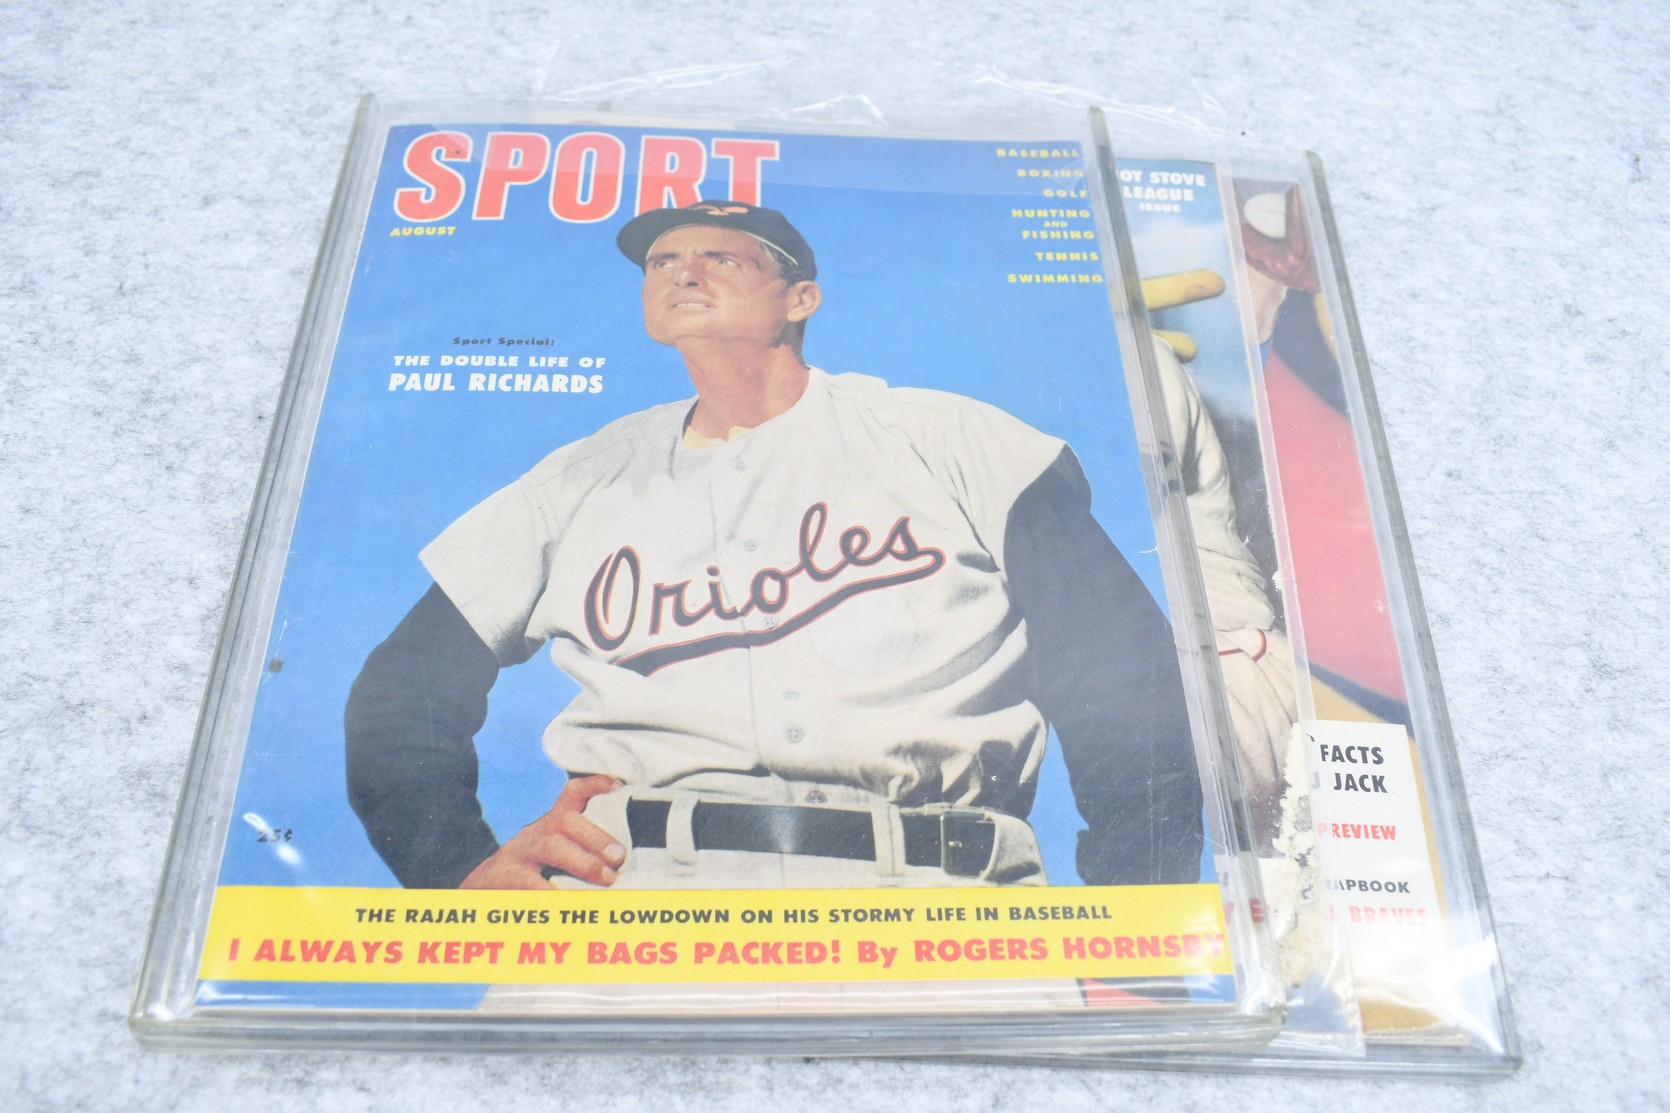 SPORT
AUGUST
BASEBALL
BOXING
GOLF
HUNTING
AND
FISHING
TENNIS
SWIMMING
Sport Special:
THE DOUBLE LIFE OF
PAUL RICHARDS
Orioles
25¢
THE RAJAH GIVES THE LOWDOWN ON HIS STORMY LIFE IN BASEBALL
I ALWAYS KEPT MY BAGS PACKED! By ROGERS HORNSBY
OT STOVE
LEAGUE
ISSUE
FACTS
JACK
PREVIEW
RAPBOOK
BRAVES